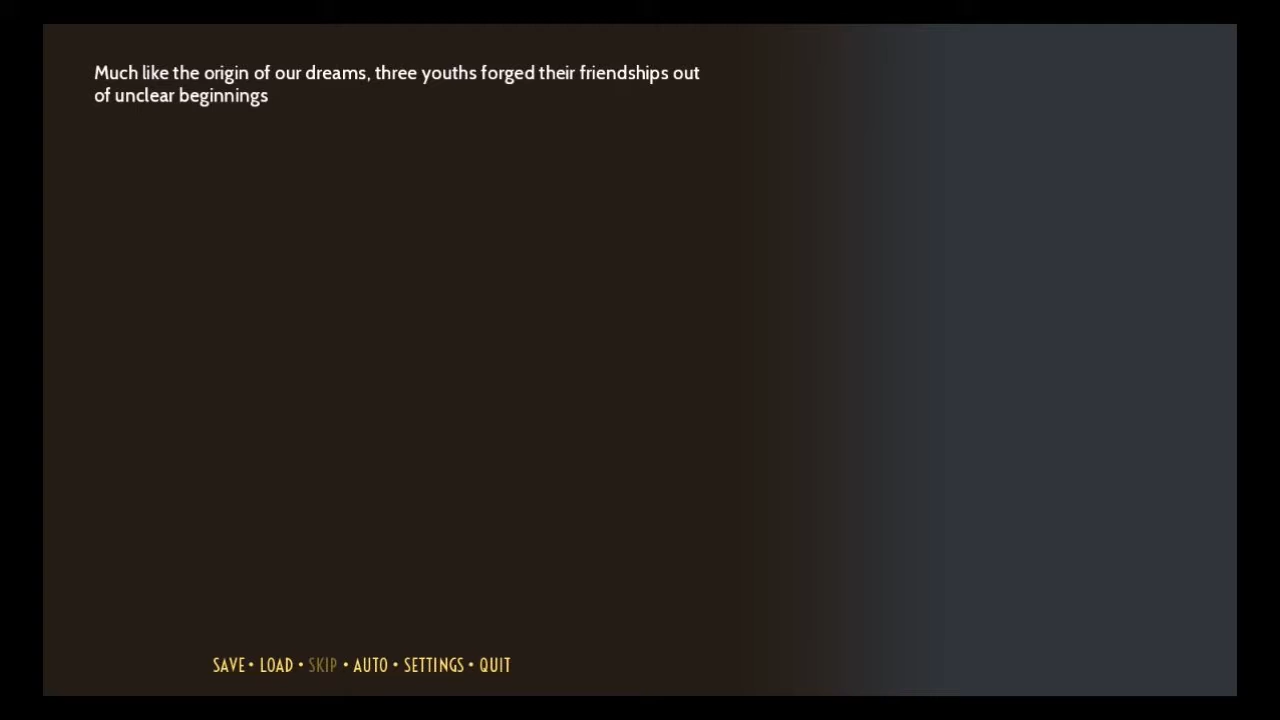 Much like the origin of our dreams, three youths forged their friendships out
of unclear beginnings
SAVE • LOAD • SKIP • AUTO • SETTINGS • QUIT